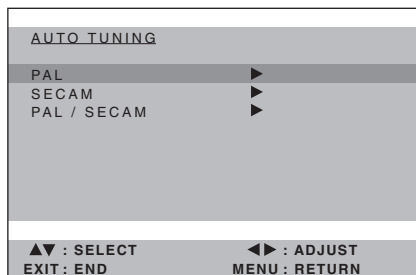 AUTO TUNING
PAL ▶
SECAM ▶
PAL / SECAM ▶
▲▼ : SELECT ◀▶ : ADJUST
EXIT : END MENU : RETURN